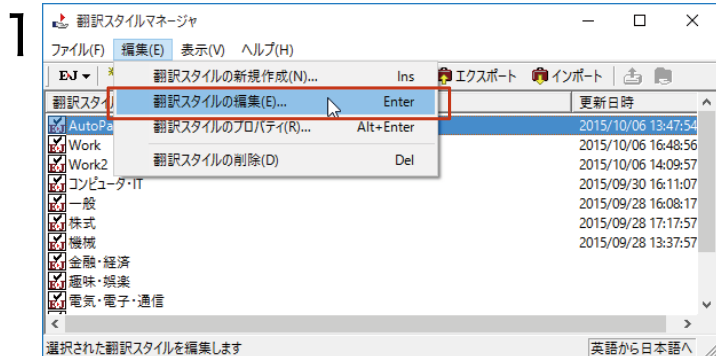 1
翻訳スタイルマネージャ
ファイル(F) 編集(E) 表示(V) ヘルプ(H)
EJ エクスポート インポート
翻訳スタイルの新規作成(N)... Ins
翻訳スタイル 更新日時
翻訳スタイルの編集(E)... Enter
AutoPa 2015/10/06 13:47:54
翻訳スタイルのプロパティ(R)... Alt+Enter
Work 2015/10/06 16:48:56
翻訳スタイルの削除(D) Del
Work2 2015/10/06 14:09:57
コンピュータ・IT 2015/09/30 16:11:07
一般 2015/09/28 16:08:17
株式 2015/09/28 17:17:57
機械 2015/09/28 13:37:57
金融・経済
趣味・娯楽
電気・電子・通信
選択された翻訳スタイルを編集します 英語から日本語へ